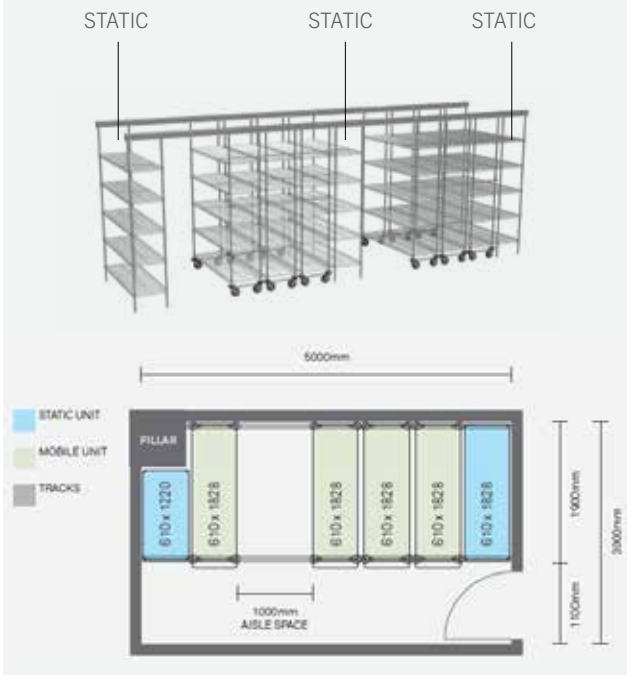 STATIC
STATIC
STATIC
5000mm
STATIC UNIT
MOBILE UNIT
TRACKS
PILLAR
610 x 1220
610 x 1828
610 x 1828
610 x 1828
610 x 1828
610 x 1828
1900mm
3000mm
1100mm
1000mm
AISLE SPACE